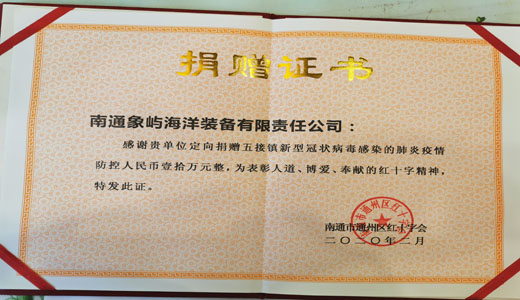 捐赠证书
南通象屿海洋装备有限责任公司：
感谢贵单位定向捐赠五接镇新型冠状病毒感染的肺炎疫情
防控人民币壹拾万元整，为表彰人道、博爱、奉献的红十字精神，
特发此证。
南通市通州区红十字会
二〇二〇年二月